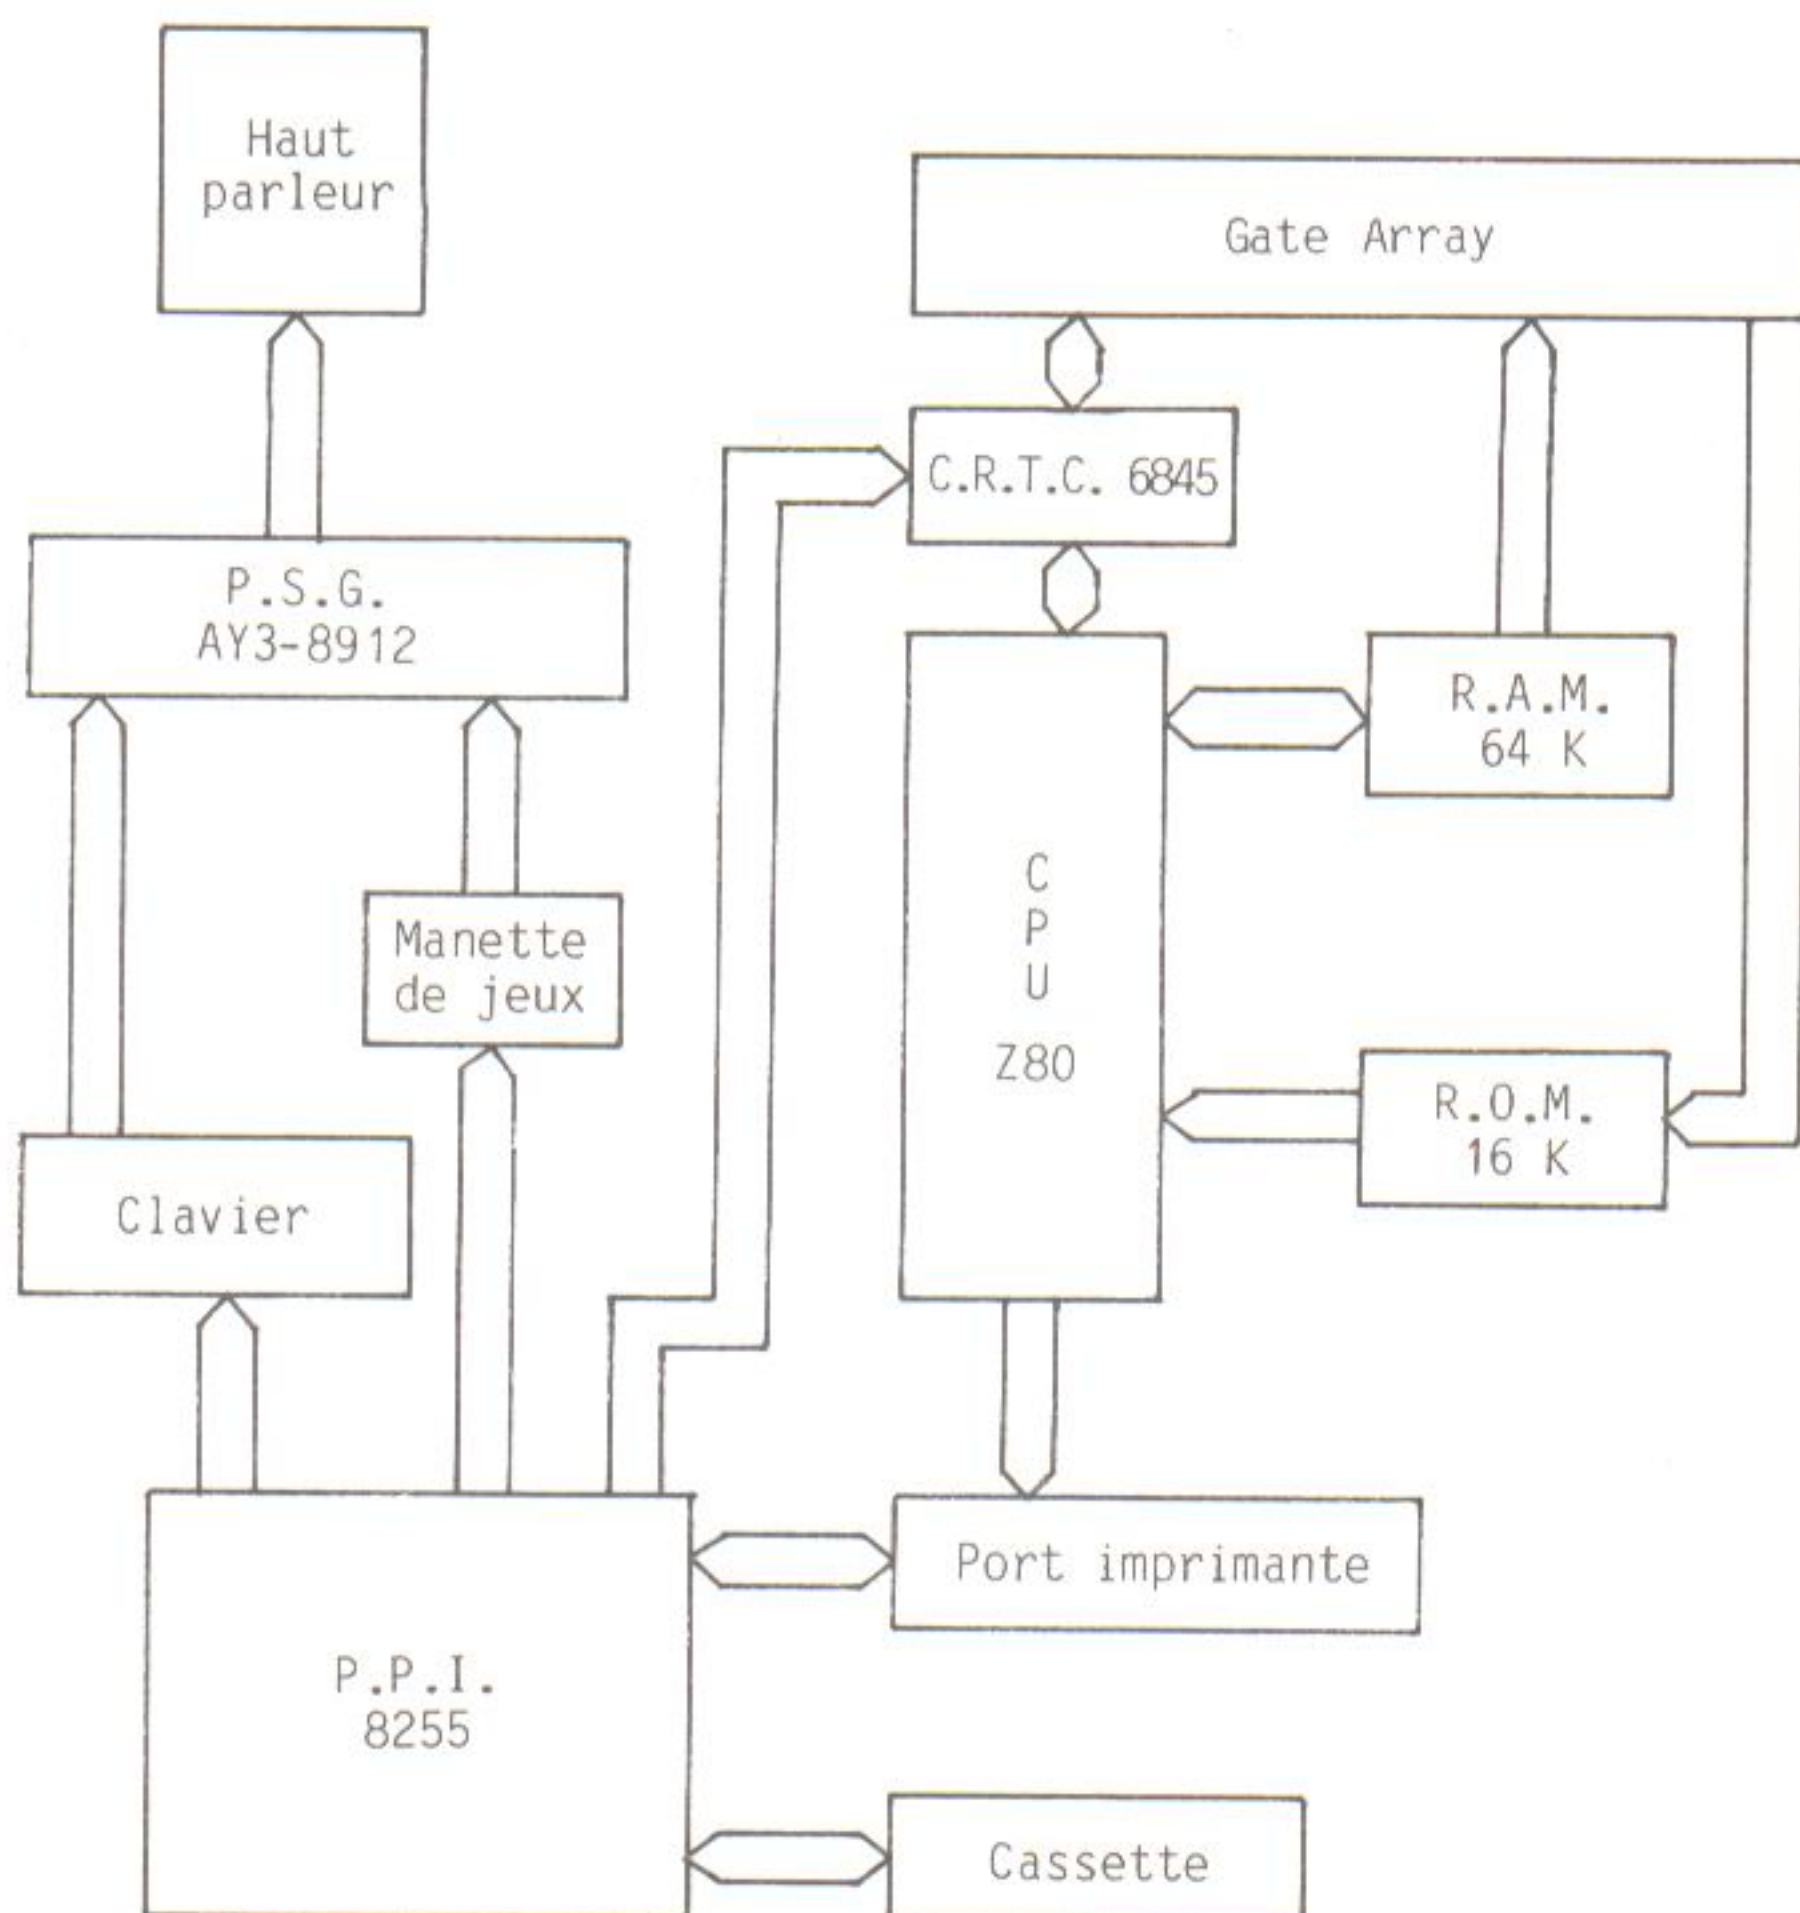 Haut
parleur
Gate Array
C.R.T.C. 6845
P.S.G.
AY3-8912
R.A.M.
64 K
C
P
U
Z80
Manette
de jeux
R.O.M.
16 K
Clavier
Port imprimante
P.P.I.
8255
Cassette